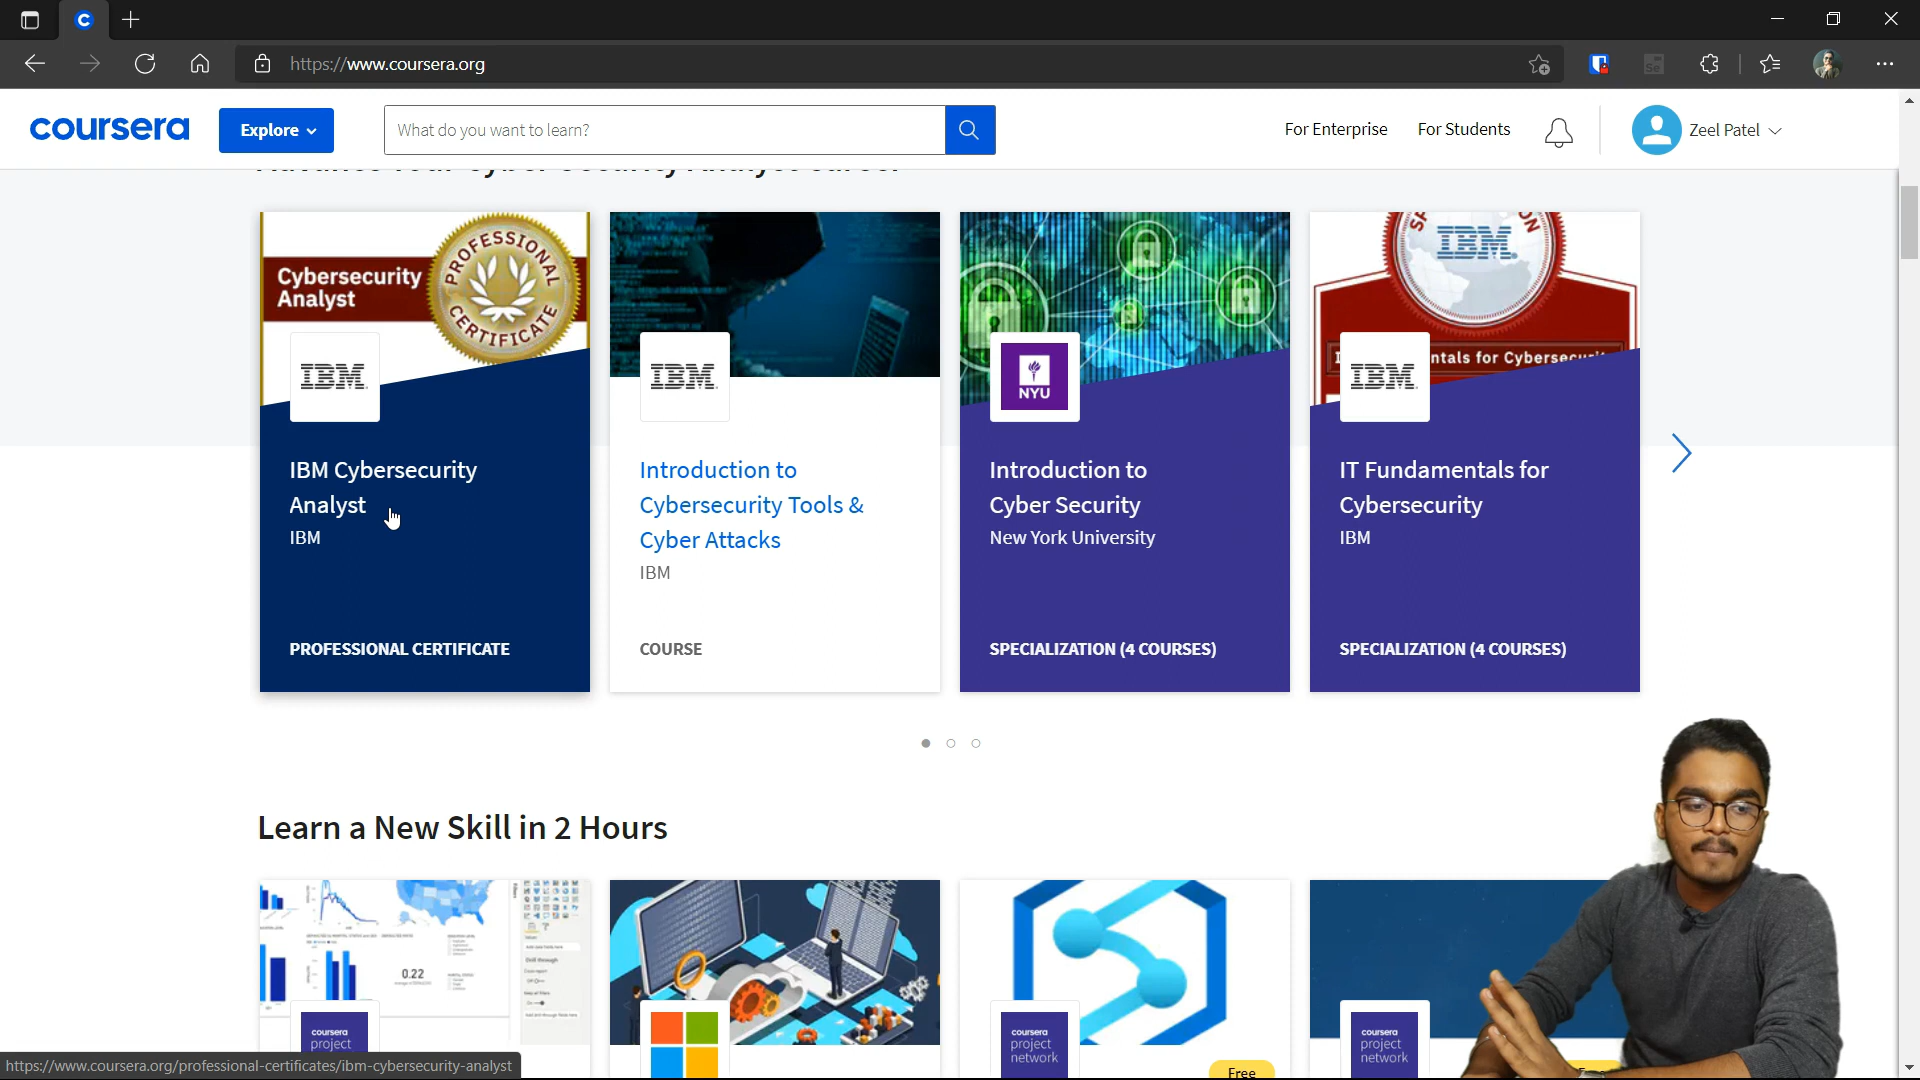 https://www.coursera.org
coursera
Explore
What do you want to learn?
For Enterprise
For Students
Zeel Patel
Advance Your Cyber Security Analyst Career
Cybersecurity
Analyst
PROFESSIONAL
CERTIFICATE
IBM
IBM Cybersecurity
Analyst
IBM
PROFESSIONAL CERTIFICATE
IBM
Introduction to
Cybersecurity Tools &
Cyber Attacks
IBM
COURSE
NYU
Introduction to
Cyber Security
New York University
SPECIALIZATION (4 COURSES)
IBM
ntals for Cybersecurit
IBM
IT Fundamentals for
Cybersecurity
IBM
SPECIALIZATION (4 COURSES)
Learn a New Skill in 2 Hours
0.22
coursera
project
coursera
project
network
Free
coursera
project
network
https://www.coursera.org/professional-certificates/ibm-cybersecurity-analyst